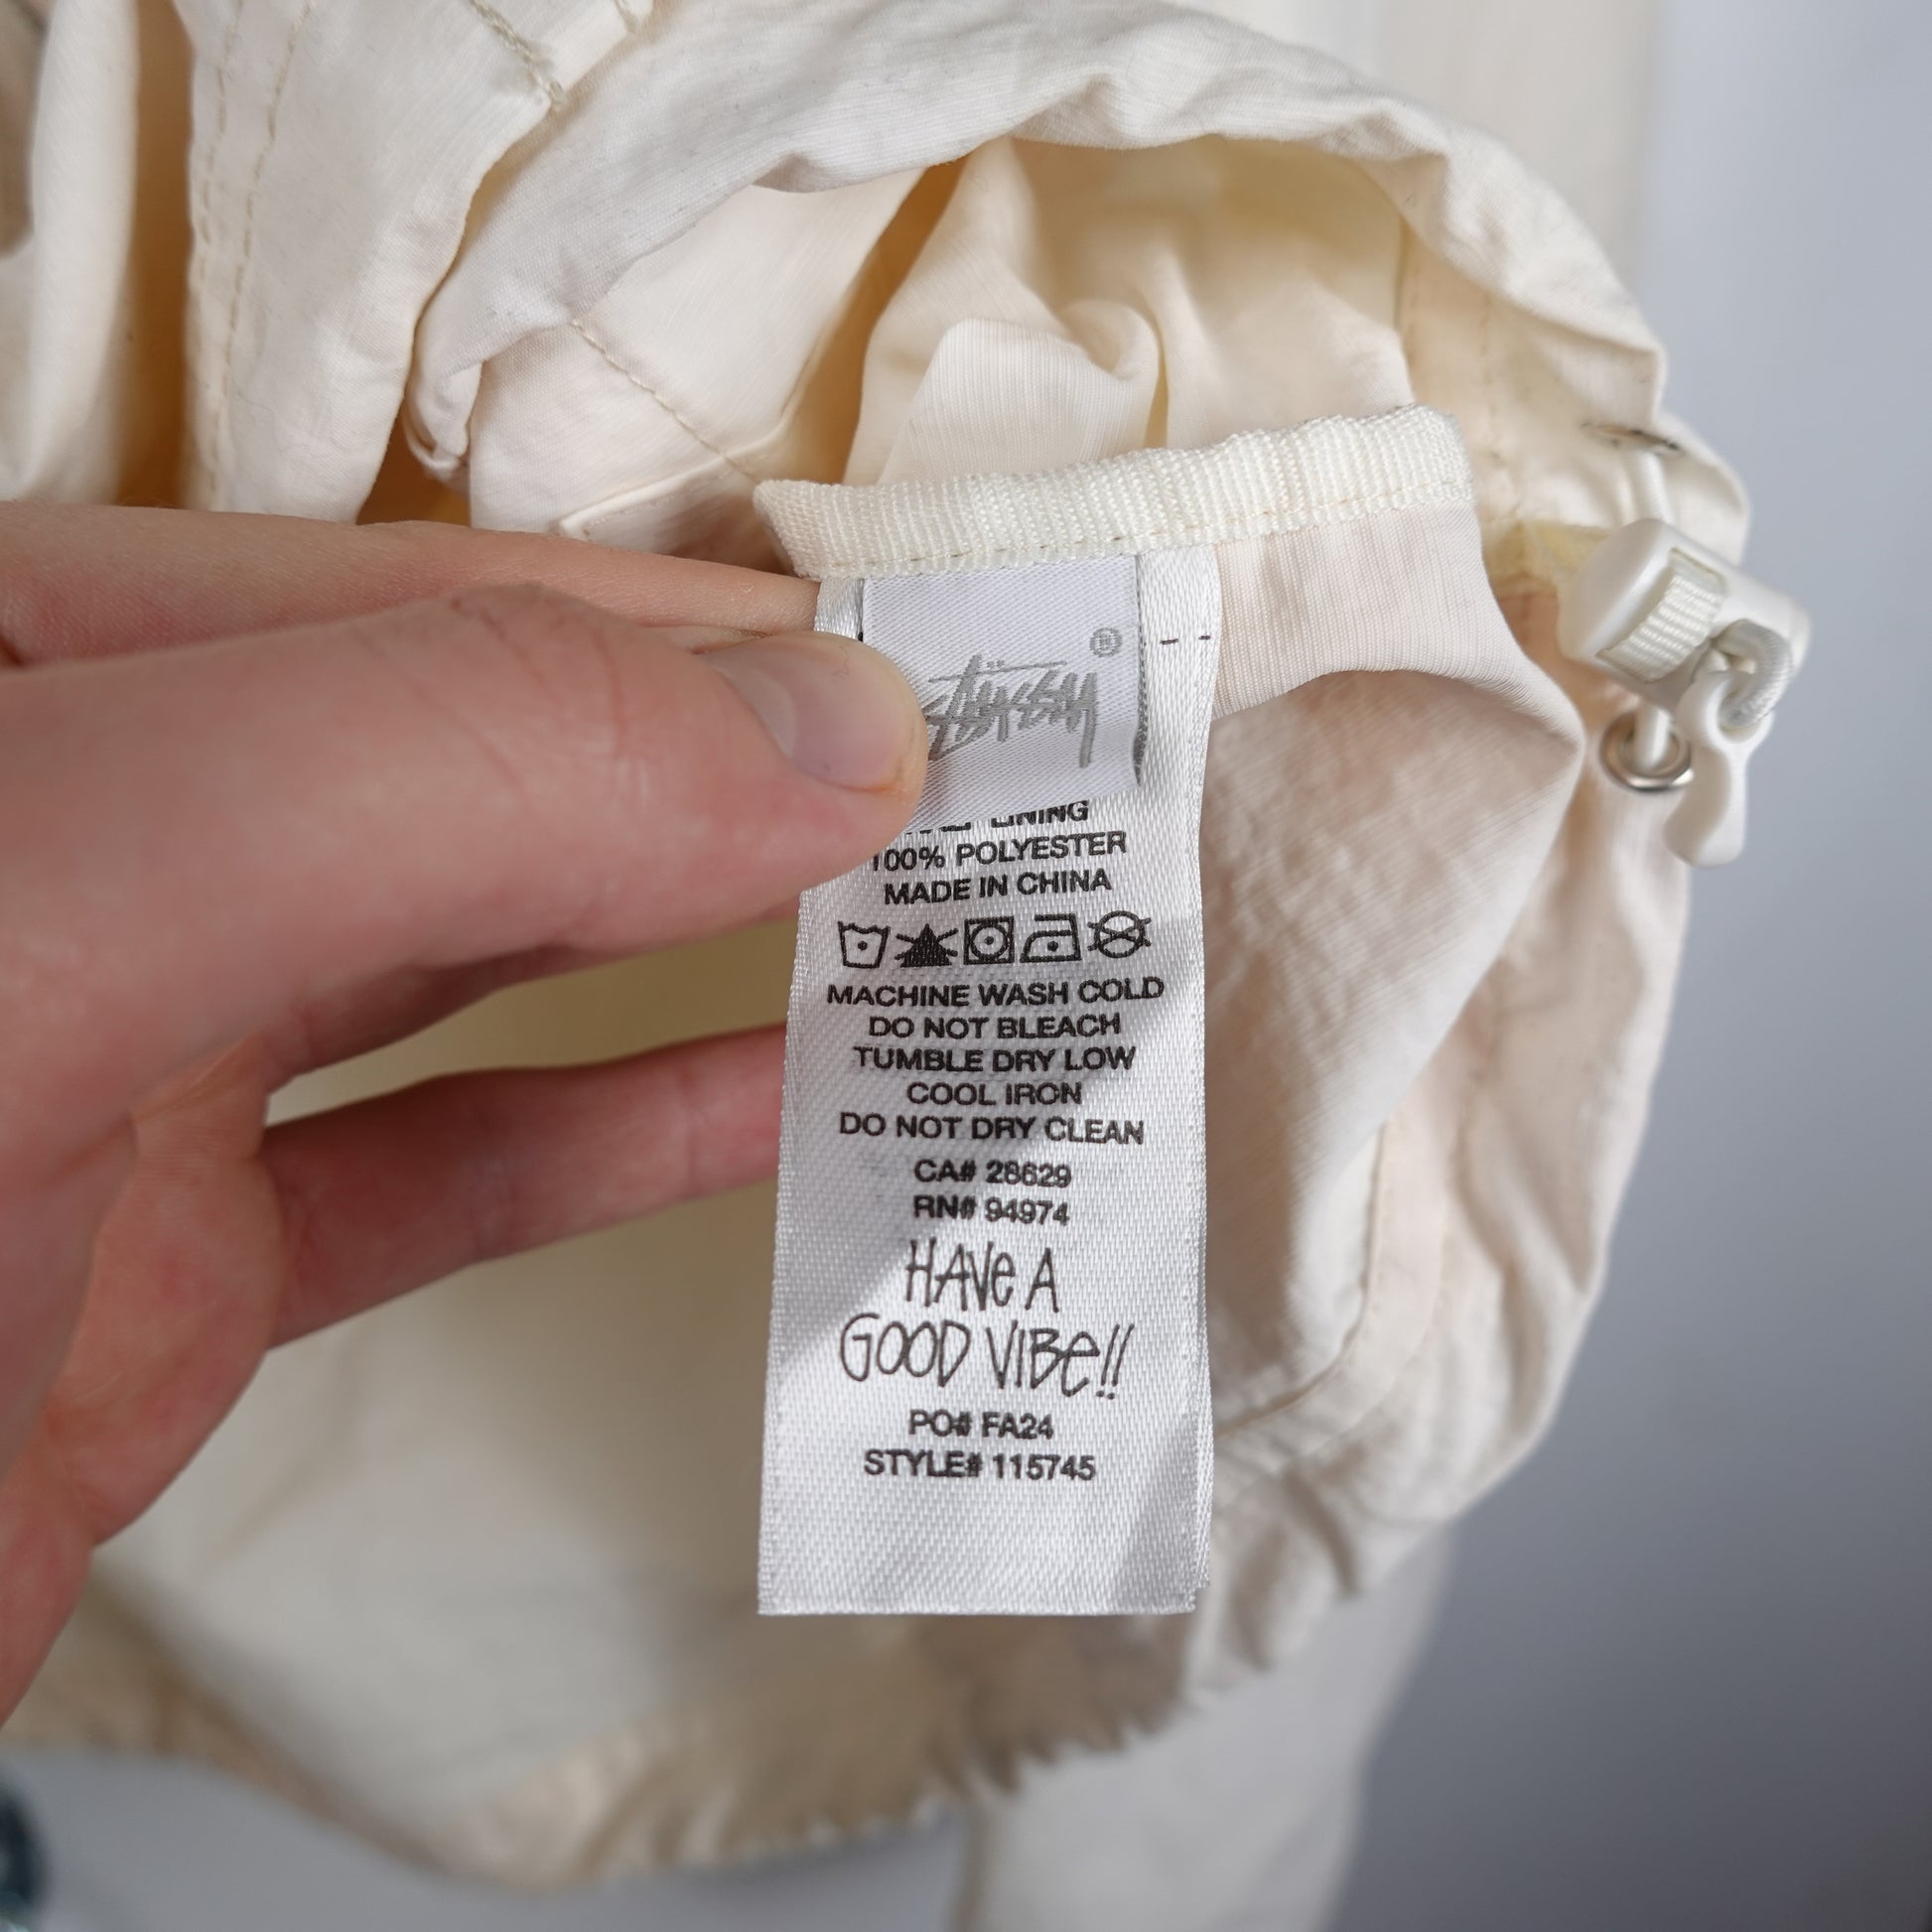 Stüssy ®
LINING
100% POLYESTER
MADE IN CHINA
MACHINE WASH COLD
DO NOT BLEACH
TUMBLE DRY LOW
COOL IRON
DO NOT DRY CLEAN
CA# 28629
RN# 94974
HAVe A
GOOD VIBe!!
PO# FA24
STYLE# 115745